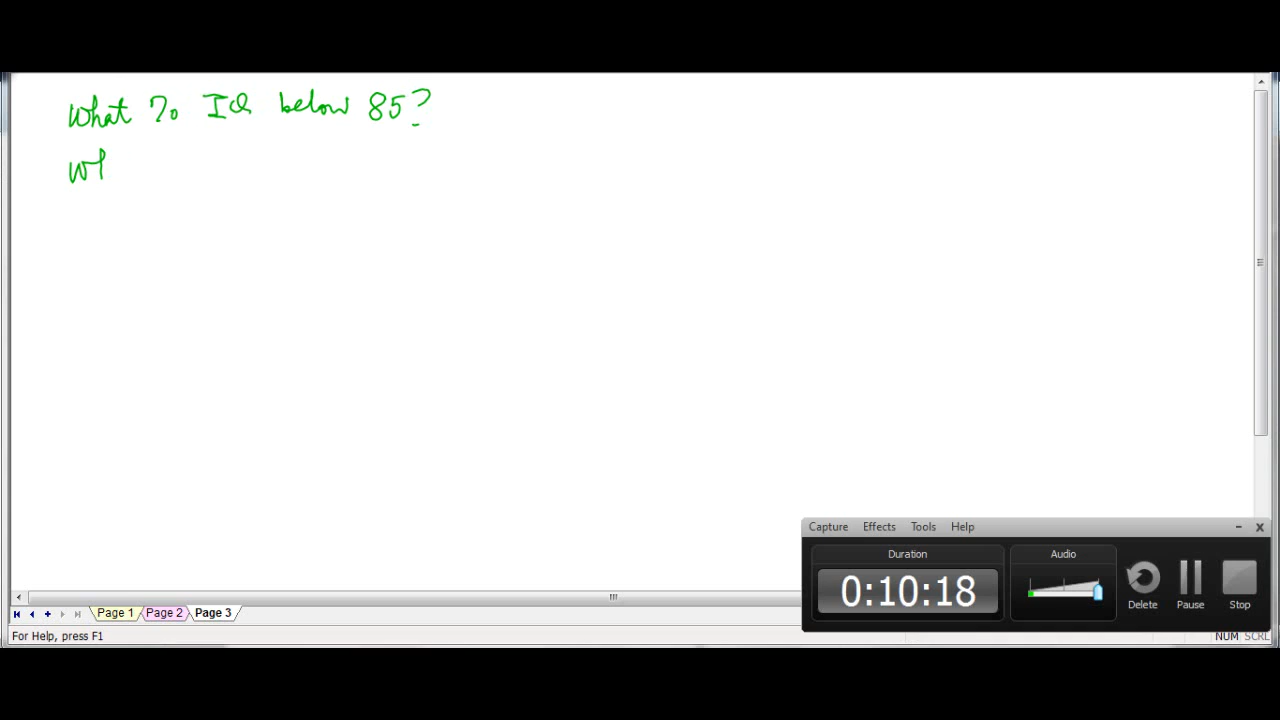 What % IQ below 85?
Wh
Capture Effects Tools Help
Duration Audio
0:10:18
Delete Pause Stop
Page 1 Page 2 Page 3
For Help, press F1 NUM SCRL